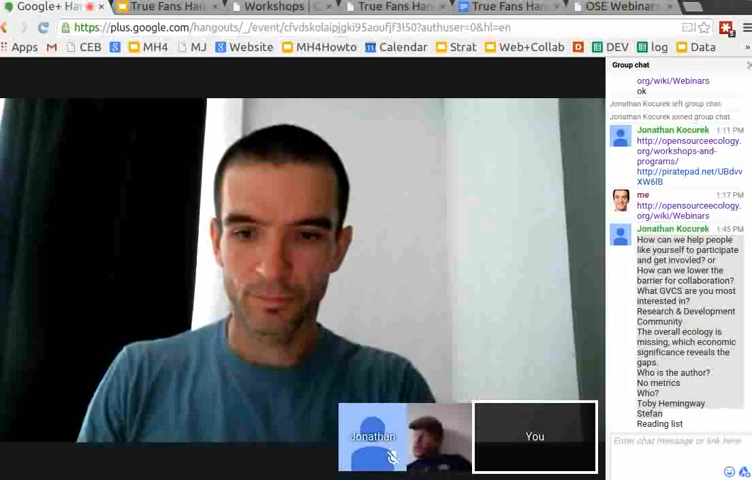 Google+ Ha
True Fans Han
Workshops | C
True Fans Han
True Fans Han
OSE Webinars
https://plus.google.com/hangouts/_/event/cfvdskolaipjgki95aoufjf3l50?authuser=0&hl=en
Apps
CEB
MH4
MJ
Website
MH4Howto
Calendar
Strat
Web+Collab
DEV
log
Data
Group chat
org/wiki/Webinars
ok
Jonathan Kocurek left group chat.
Jonathan Kocurek joined group chat.
Jonathan Kocurek 1:11 PM
http://opensourceecology.
org/workshops-and-
programs/
http://piratepad.net/UBdvv
XW6lB
me 1:17 PM
http://opensourceecology.
org/wiki/Webinars
Jonathan Kocurek 1:45 PM
How can we help people
like yourself to participate
and get invovled? or
How can we lower the
barrier for collaboration?
What GVCS are you most
interested in?
Research & Development
Community
The overall ecology is
missing, which economic
significance reveals the
gaps.
Who is the author?
No metrics
Who?
Toby Hemingway
Stefan
Reading list
Enter chat message or link here
Jonathan
You